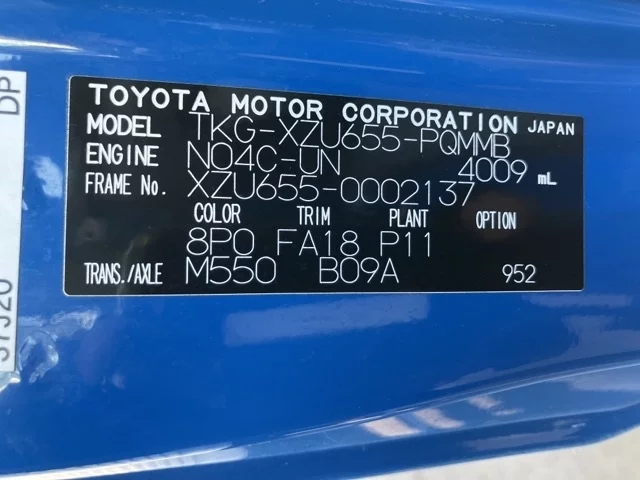 TOYOTA MOTOR CORPORATION JAPAN
MODEL TKG-XZU655-PQMMB
ENGINE N04C-UN 4009 mL
FRAME No. XZU655-0002137
COLOR TRIM PLANT OPTION
8P0 FA18 P11
TRANS./AXLE M550 B09A 952
DP